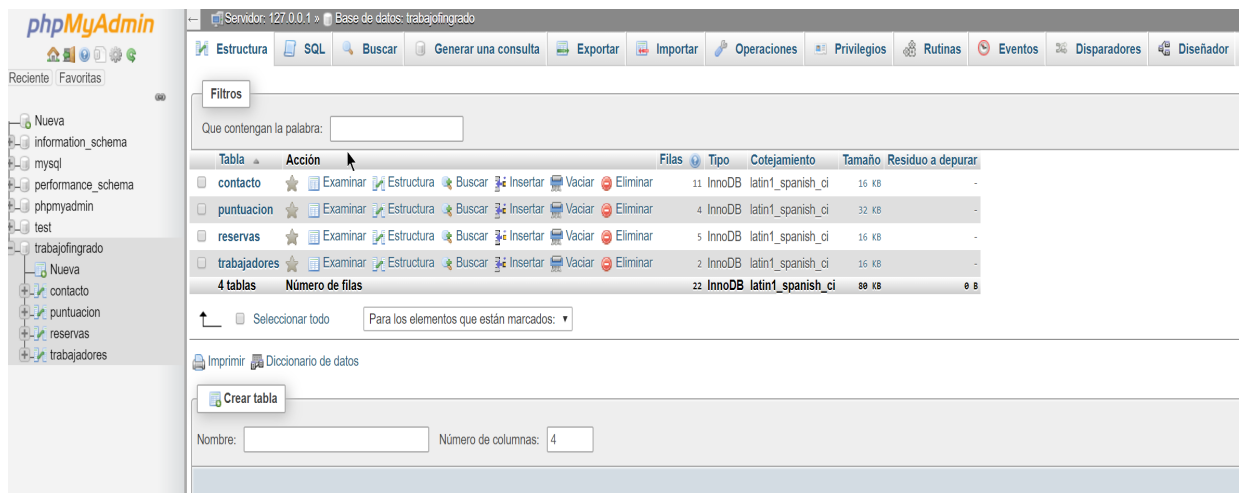 phpMyAdmin
Reciente Favoritas
Nueva
information_schema
mysql
performance_schema
phpmyadmin
test
trabajofingrado
Nueva
contacto
puntuacion
reservas
trabajadores
← Servidor: 127.0.0.1 » Base de datos: trabajofingrado
Estructura SQL Buscar Generar una consulta Exportar Importar Operaciones Privilegios Rutinas Eventos Disparadores Diseñador
Filtros
Que contengan la palabra:
Tabla Acción Filas Tipo Cotejamiento Tamaño Residuo a depurar
contacto Examinar Estructura Buscar Insertar Vaciar Eliminar 11 InnoDB latin1_spanish_ci 16 KB -
puntuacion Examinar Estructura Buscar Insertar Vaciar Eliminar 4 InnoDB latin1_spanish_ci 32 KB -
reservas Examinar Estructura Buscar Insertar Vaciar Eliminar 5 InnoDB latin1_spanish_ci 16 KB -
trabajadores Examinar Estructura Buscar Insertar Vaciar Eliminar 2 InnoDB latin1_spanish_ci 16 KB -
4 tablas Número de filas 22 InnoDB latin1_spanish_ci 80 KB 0 B
Seleccionar todo Para los elementos que están marcados:
Imprimir Diccionario de datos
Crear tabla
Nombre: Número de columnas: 4